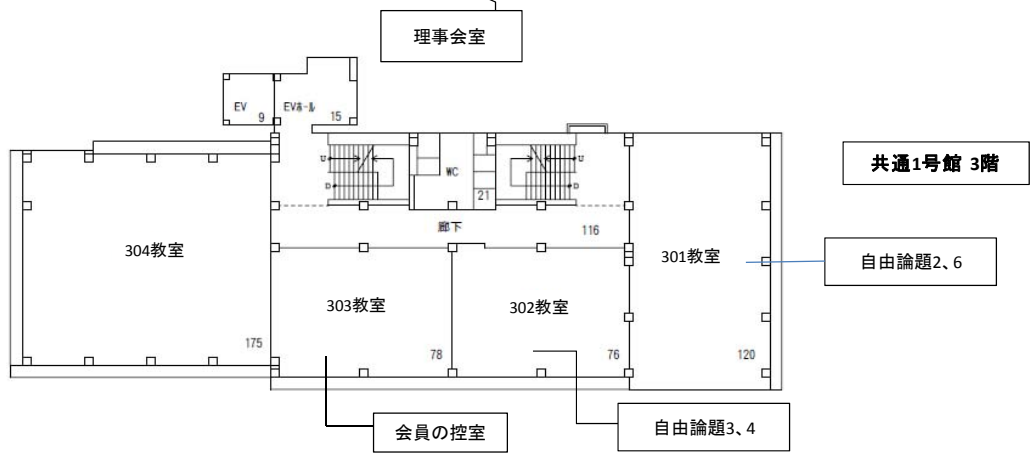 理事会室
EV
9
EVホール
15
共通1号館 3階
U
D
WC
21
U
D
廊下
116
304教室
175
303教室
78
302教室
76
301教室
120
自由論題2、6
会員の控室
自由論題3、4